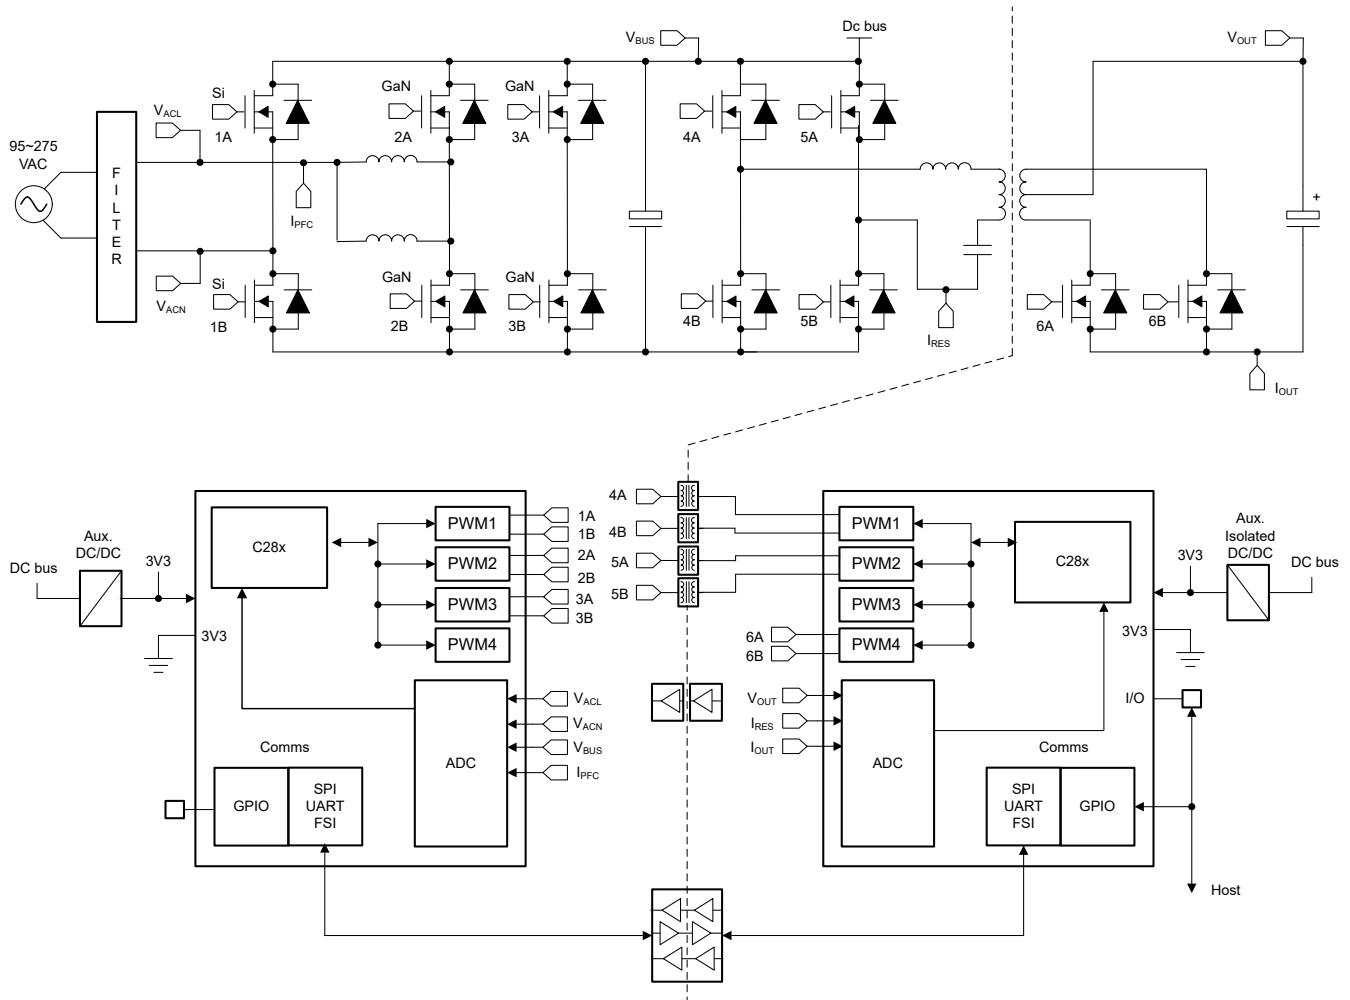 Dc bus
VBUS
VOUT
Si
GaN
GaN
VACL
1A
2A
3A
4A
5A
95~275
VAC
FILTER
IPFC
VACN
Si
GaN
GaN
1B
2B
3B
4B
5B
6A
6B
IRES
IOUT
4A
4B
5A
5B
Aux.
DC/DC
DC bus
3V3
3V3
C28x
PWM1
PWM2
PWM3
PWM4
1A
1B
2A
2B
3A
3B
VACL
VACN
VBUS
IPFC
ADC
Comms
GPIO
SPI
UART
FSI
PWM1
PWM2
PWM3
PWM4
C28x
6A
6B
VOUT
IRES
IOUT
ADC
Comms
SPI
UART
FSI
GPIO
Aux.
Isolated
DC/DC
3V3
DC bus
3V3
I/O
Host